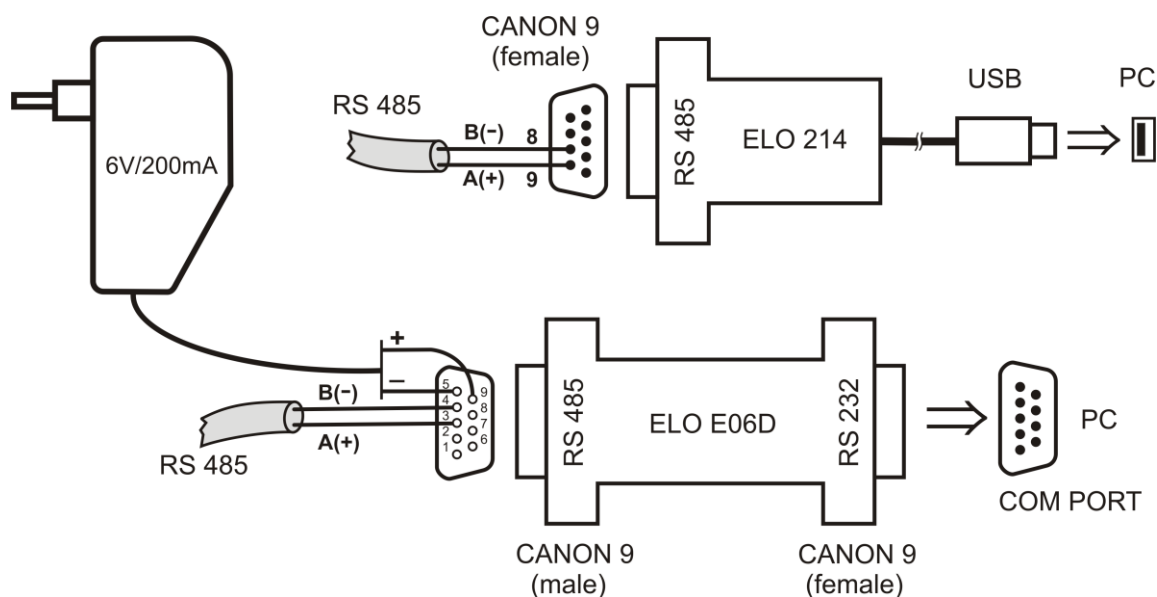 CANON 9
(female)
RS 485
B(−)
8
A(+)
9
RS 485
ELO 214
USB
PC
6V/200mA
+
−
B(−)
A(+)
RS 485
5
4
3
2
1
9
8
7
6
RS 485
ELO E06D
RS 232
PC
COM PORT
CANON 9
(male)
CANON 9
(female)